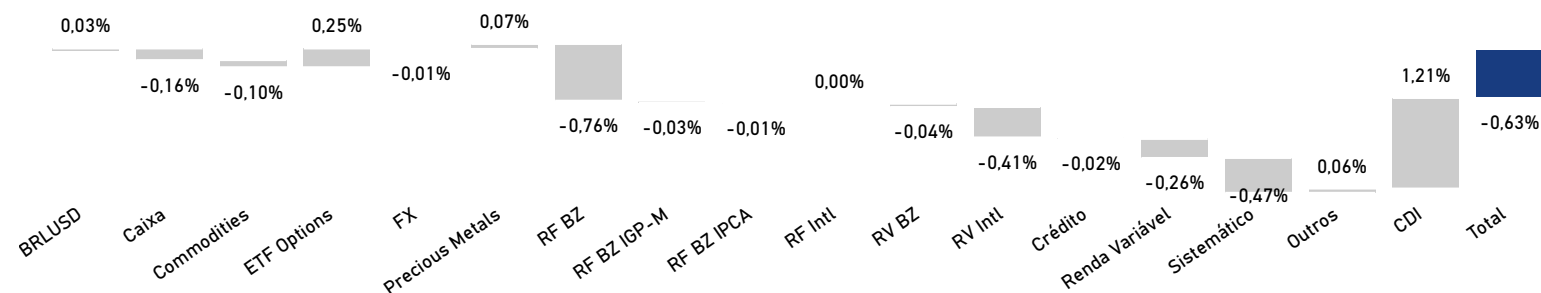 0,03%
-0,16%
-0,10%
0,25%
-0,01%
0,07%
-0,76%
-0,03%
-0,01%
0,00%
-0,04%
-0,41%
-0,02%
-0,26%
-0,47%
0,06%
1,21%
-0,63%
BRLUSD
Caixa
Commodities
ETF Options
FX
Precious Metals
RF BZ
RF BZ IGP-M
RF BZ IPCA
RF Intl
RV BZ
RV Intl
Crédito
Renda Variável
Sistemático
Outros
CDI
Total